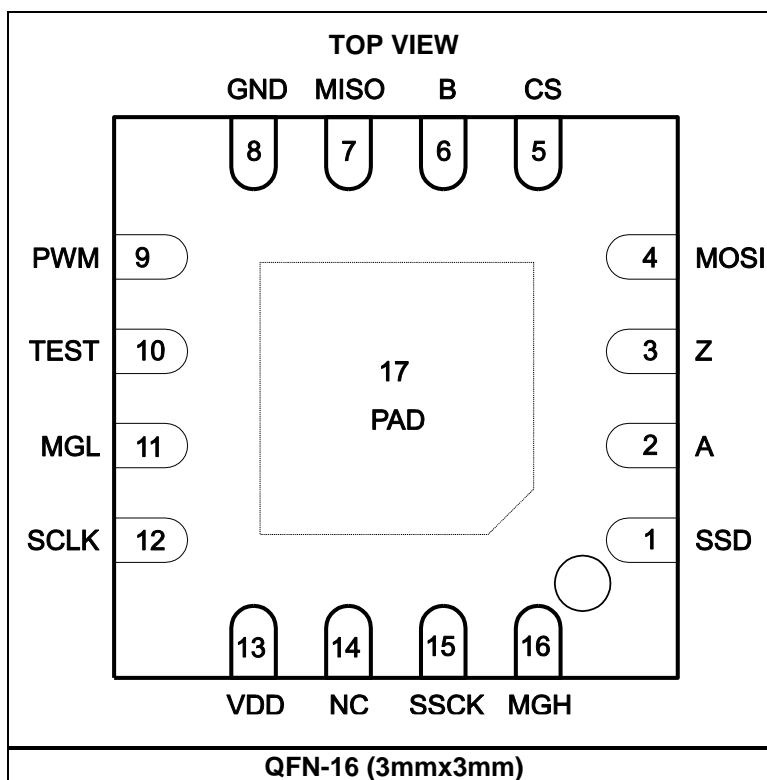 TOP VIEW
GND MISO B CS
8 7 6 5
PWM 9 4 MOSI
TEST 10 3 Z
17
PAD
MGL 11 2 A
SCLK 12 1 SSD
13 14 15 16
VDD NC SSCK MGH
QFN-16 (3mmx3mm)